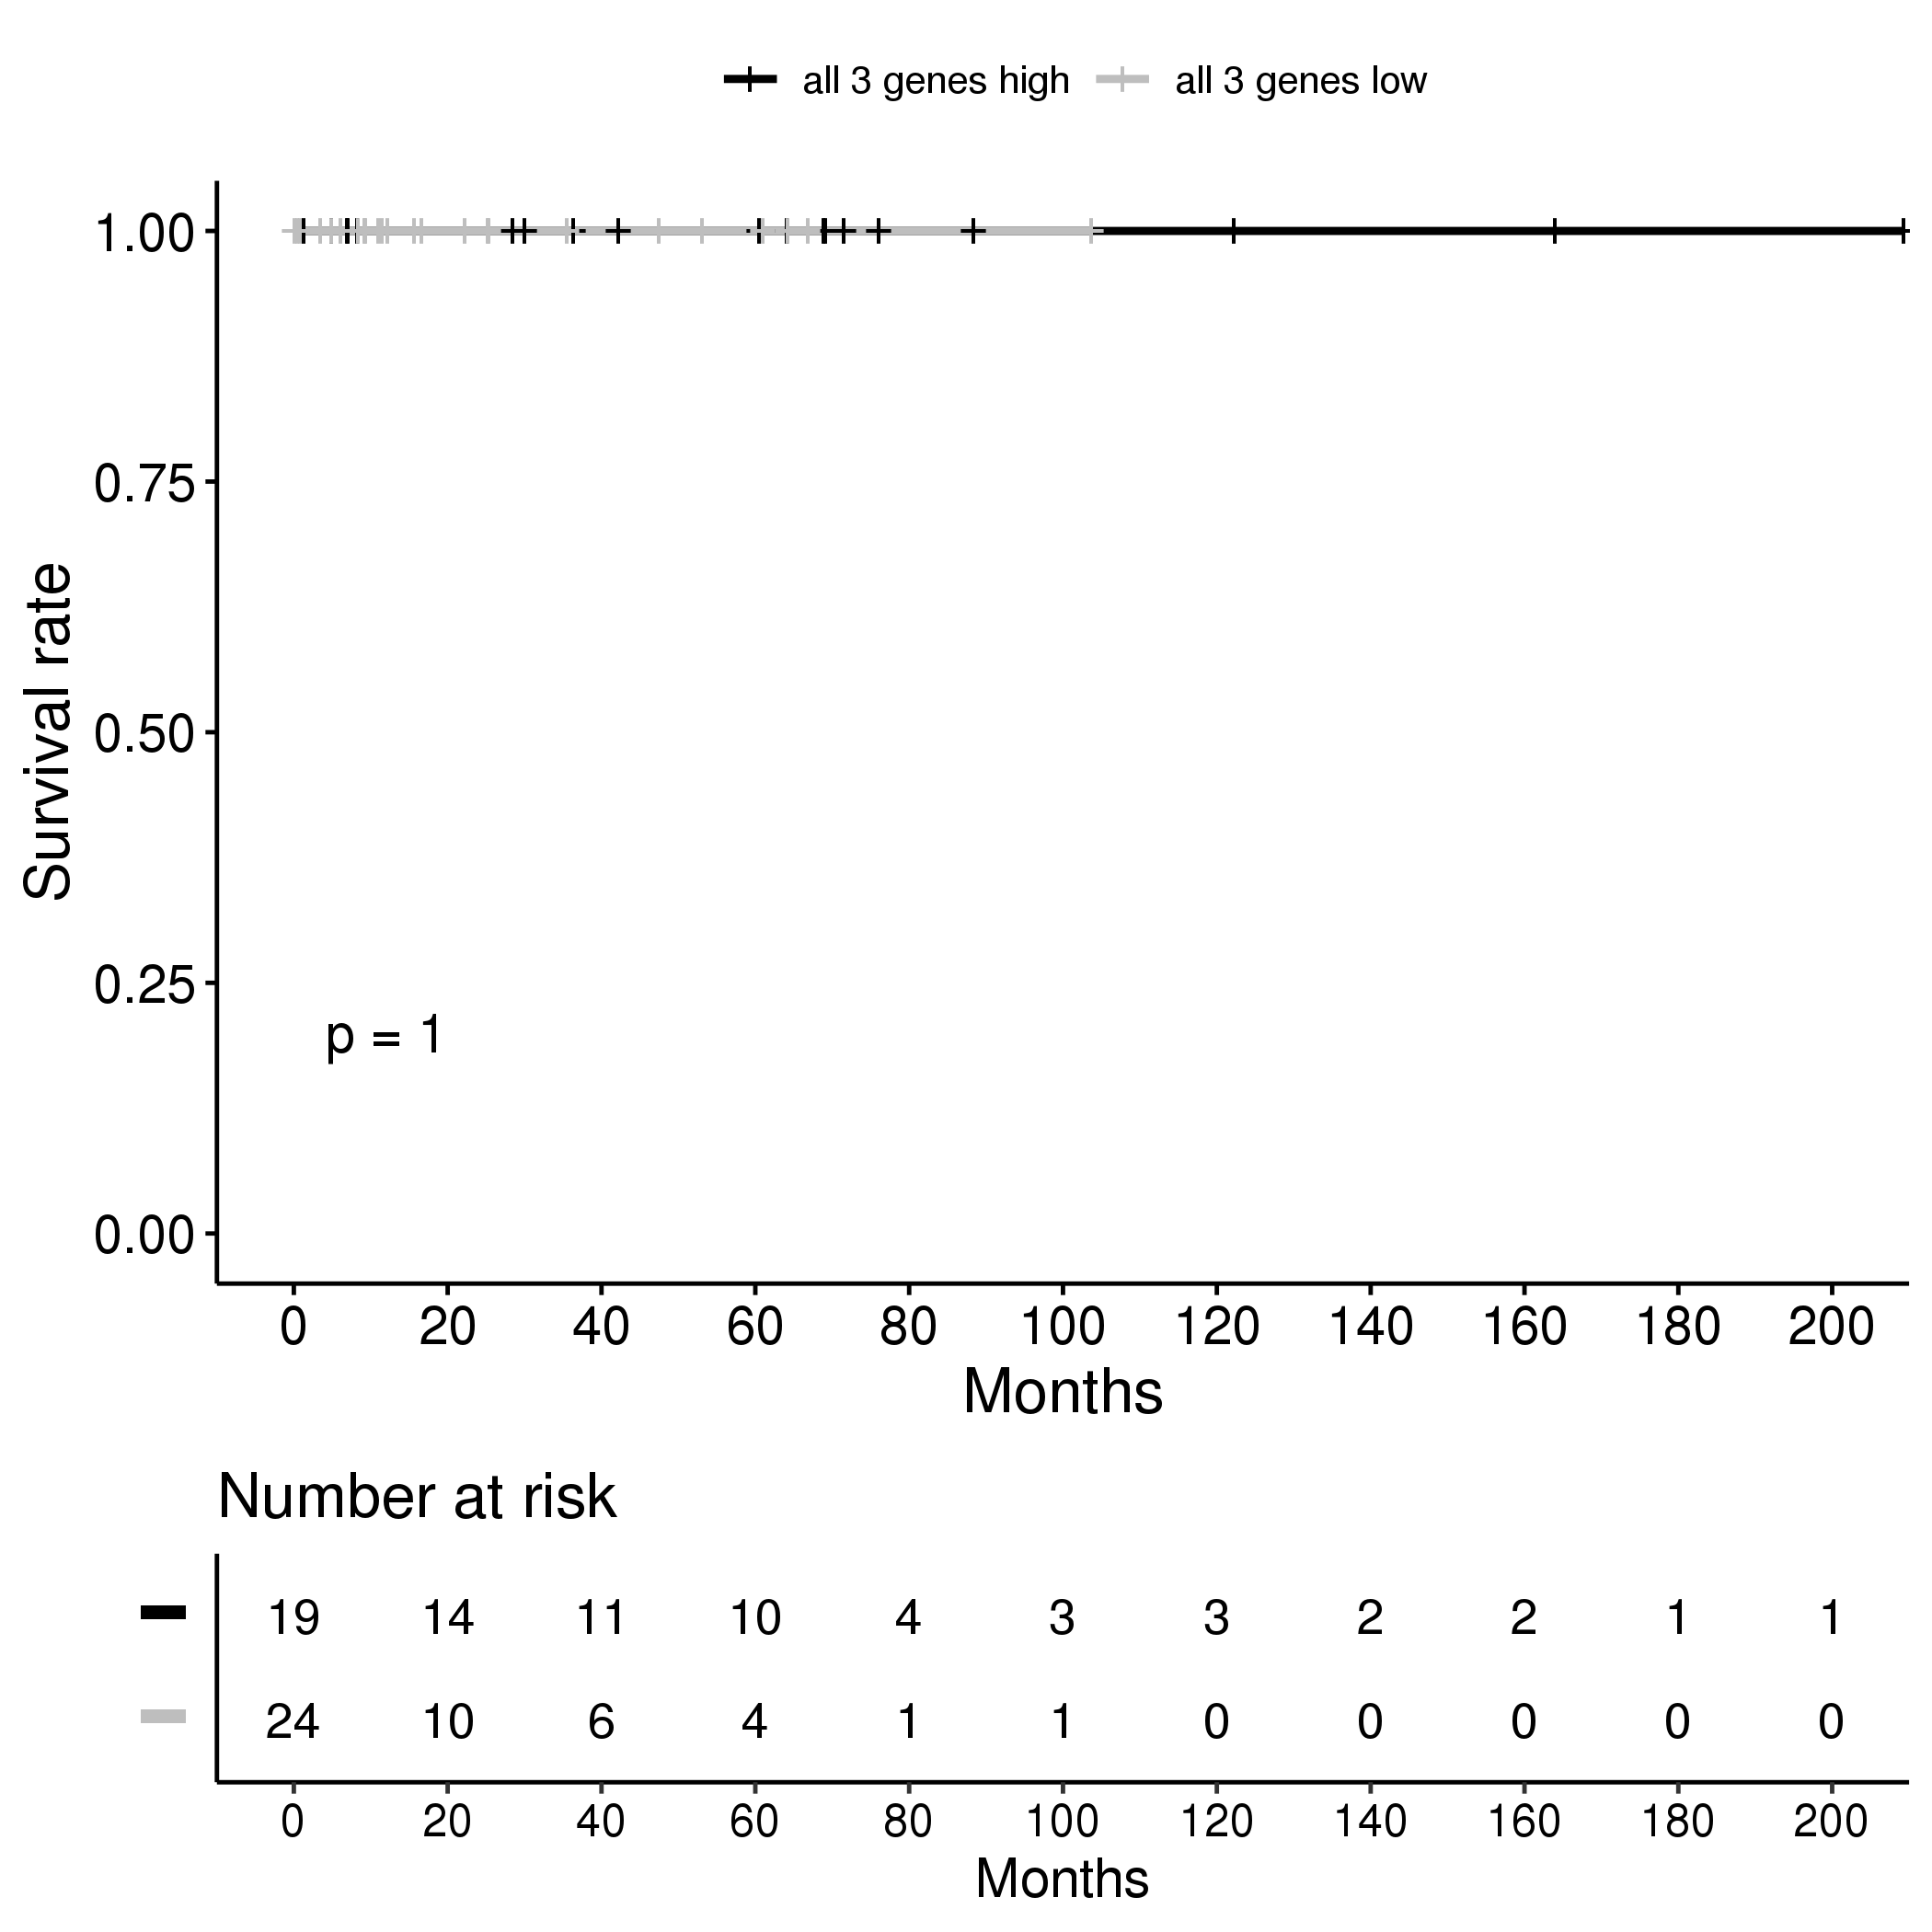 all 3 genes high all 3 genes low
1.00
0.75
0.50
0.25
0.00
Survival rate
p = 1
0 20 40 60 80 100 120 140 160 180 200
Months
Number at risk
19 14 11 10 4 3 3 2 2 1 1
24 10 6 4 1 1 0 0 0 0 0
0 20 40 60 80 100 120 140 160 180 200
Months